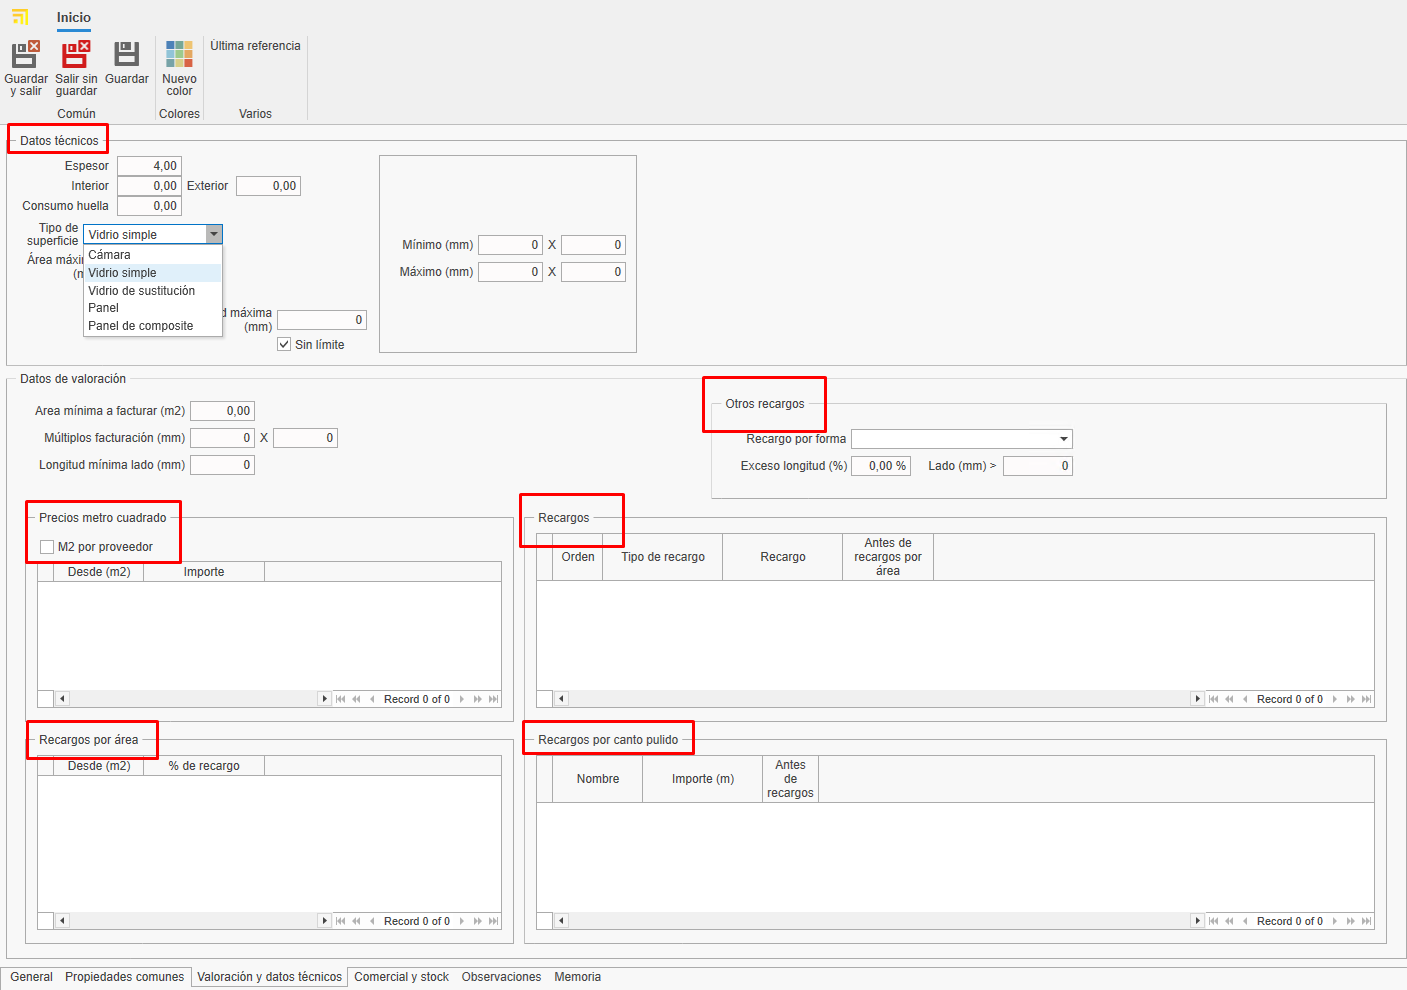 Inicio
Guardar
y salir
Salir sin
guardar
Guardar
Nuevo
color
Última referencia
Común
Colores
Varios
Datos técnicos
Espesor 4,00
Interior 0,00 Exterior 0,00
Consumo huella 0,00
Tipo de
superficie Vidrio simple
Cámara
Vidrio simple
Vidrio de sustitución
Panel
Panel de composite
Área máxi
(m
d máxima
(mm) 0
Sin límite
Mínimo (mm) 0 X 0
Máximo (mm) 0 X 0
Datos de valoración
Area mínima a facturar (m2) 0,00
Múltiplos facturación (mm) 0 X 0
Longitud mínima lado (mm) 0
Otros recargos
Recargo por forma
Exceso longitud (%) 0,00 % Lado (mm) > 0
Precios metro cuadrado
M2 por proveedor
Desde (m2) Importe
Record 0 of 0
Recargos
Orden Tipo de recargo Recargo Antes de
recargos por
área
Record 0 of 0
Recargos por área
Desde (m2) % de recargo
Record 0 of 0
Recargos por canto pulido
Nombre Importe (m) Antes
de
recargos
Record 0 of 0
General Propiedades comunes Valoración y datos técnicos Comercial y stock Observaciones Memoria